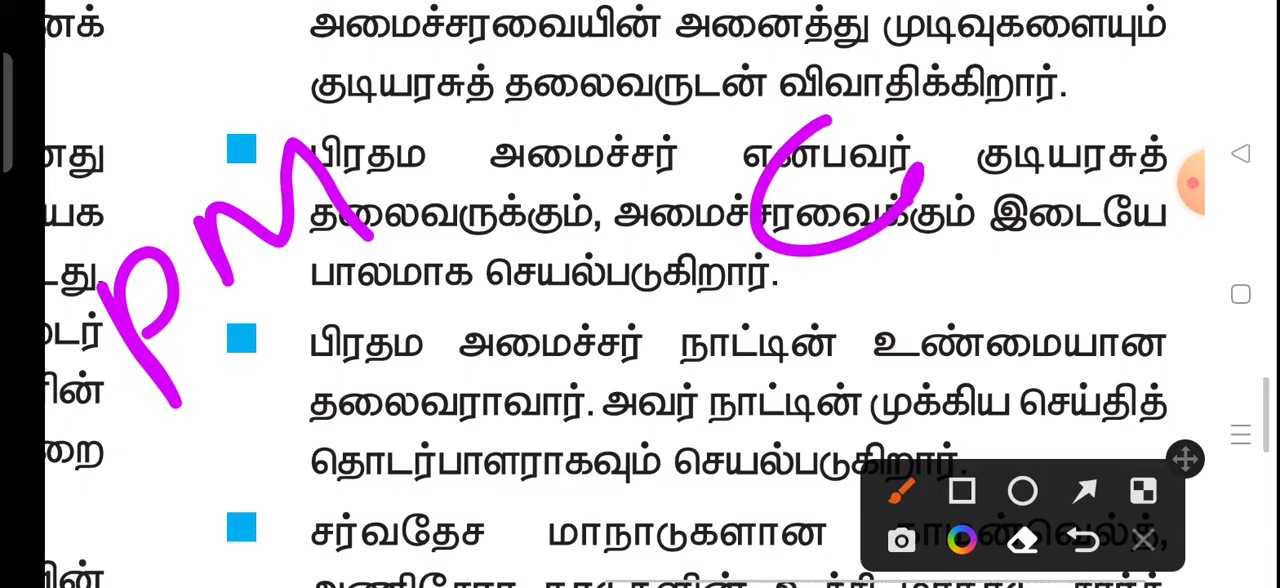 அமைச்சரவையின் அனைத்து முடிவுகளையும்
குடியரசுத் தலைவருடன் விவாதிக்கிறார்.
பிரதம அமைச்சர் என்பவர் குடியரசுத்
தலைவருக்கும், அமைச்சரவைக்கும் இடையே
பாலமாக செயல்படுகிறார்.
பிரதம அமைச்சர் நாட்டின் உண்மையான
தலைவராவார். அவர் நாட்டின் முக்கிய செய்தித்
தொடர்பாளராகவும் செயல்படுகிறார்.
சர்வதேச மாநாடுகளான காமன்வெல்த்,
PM
C